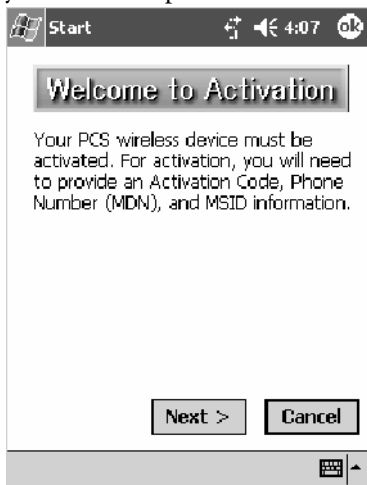 Start 4:07 ok
Welcome to Activation
Your PCS wireless device must be
activated. For activation, you will need
to provide an Activation Code, Phone
Number (MDN), and MSID information.
Next > Cancel